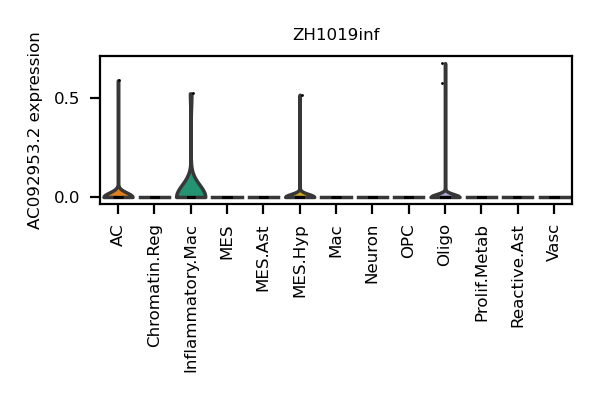 ZH1019inf
AC092953.2 expression
0.5
0.0
AC
Chromatin.Reg
Inflammatory.Mac
MES
MES.Ast
MES.Hyp
Mac
Neuron
OPC
Oligo
Prolif.Metab
Reactive.Ast
Vasc